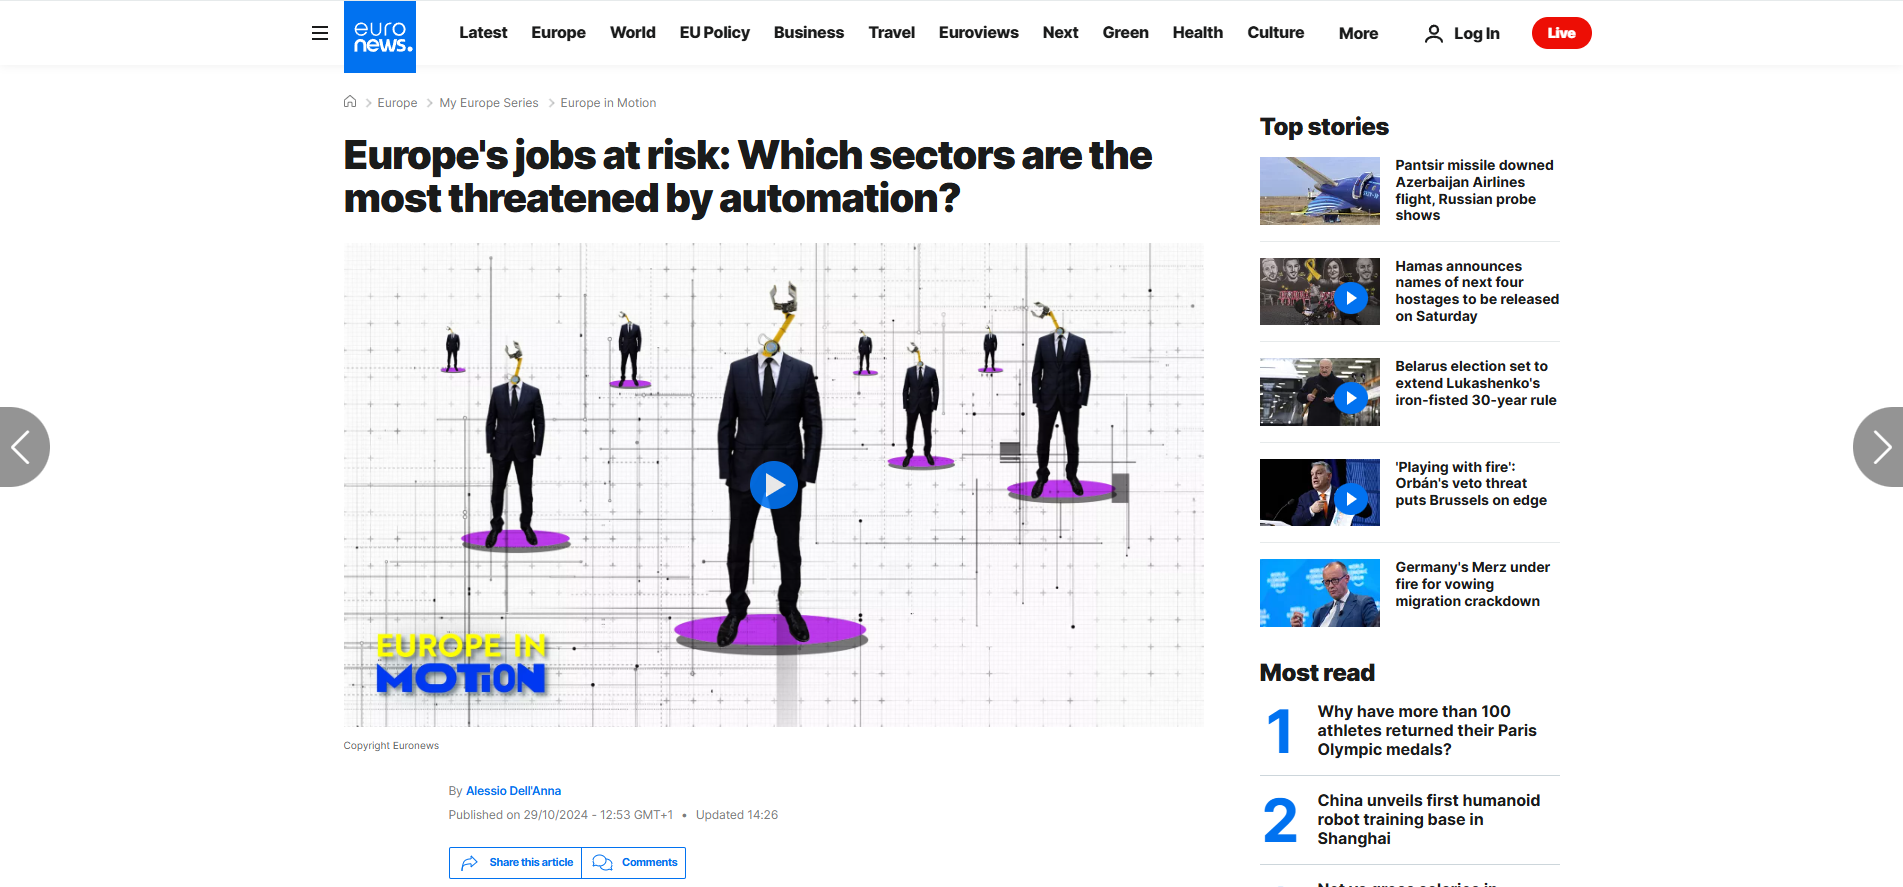 euro
news.
Latest
Europe
World
EU Policy
Business
Travel
Euroviews
Next
Green
Health
Culture
More
Log In
Live
Europe
My Europe Series
Europe in Motion
Europe's jobs at risk: Which sectors are the
most threatened by automation?
EUROPE IN
MOTION
Copyright Euronews
By Alessio Dell'Anna
Published on 29/10/2024 - 12:53 GMT+1 • Updated 14:26
Share this article
Comments
Top stories
Pantsir missile downed
Azerbaijan Airlines
flight, Russian probe
shows
Hamas announces
names of next four
hostages to be released
on Saturday
Belarus election set to
extend Lukashenko's
iron-fisted 30-year rule
'Playing with fire':
Orbán's veto threat
puts Brussels on edge
Germany's Merz under
fire for vowing
migration crackdown
Most read
1
Why have more than 100
athletes returned their Paris
Olympic medals?
2
China unveils first humanoid
robot training base in
Shanghai